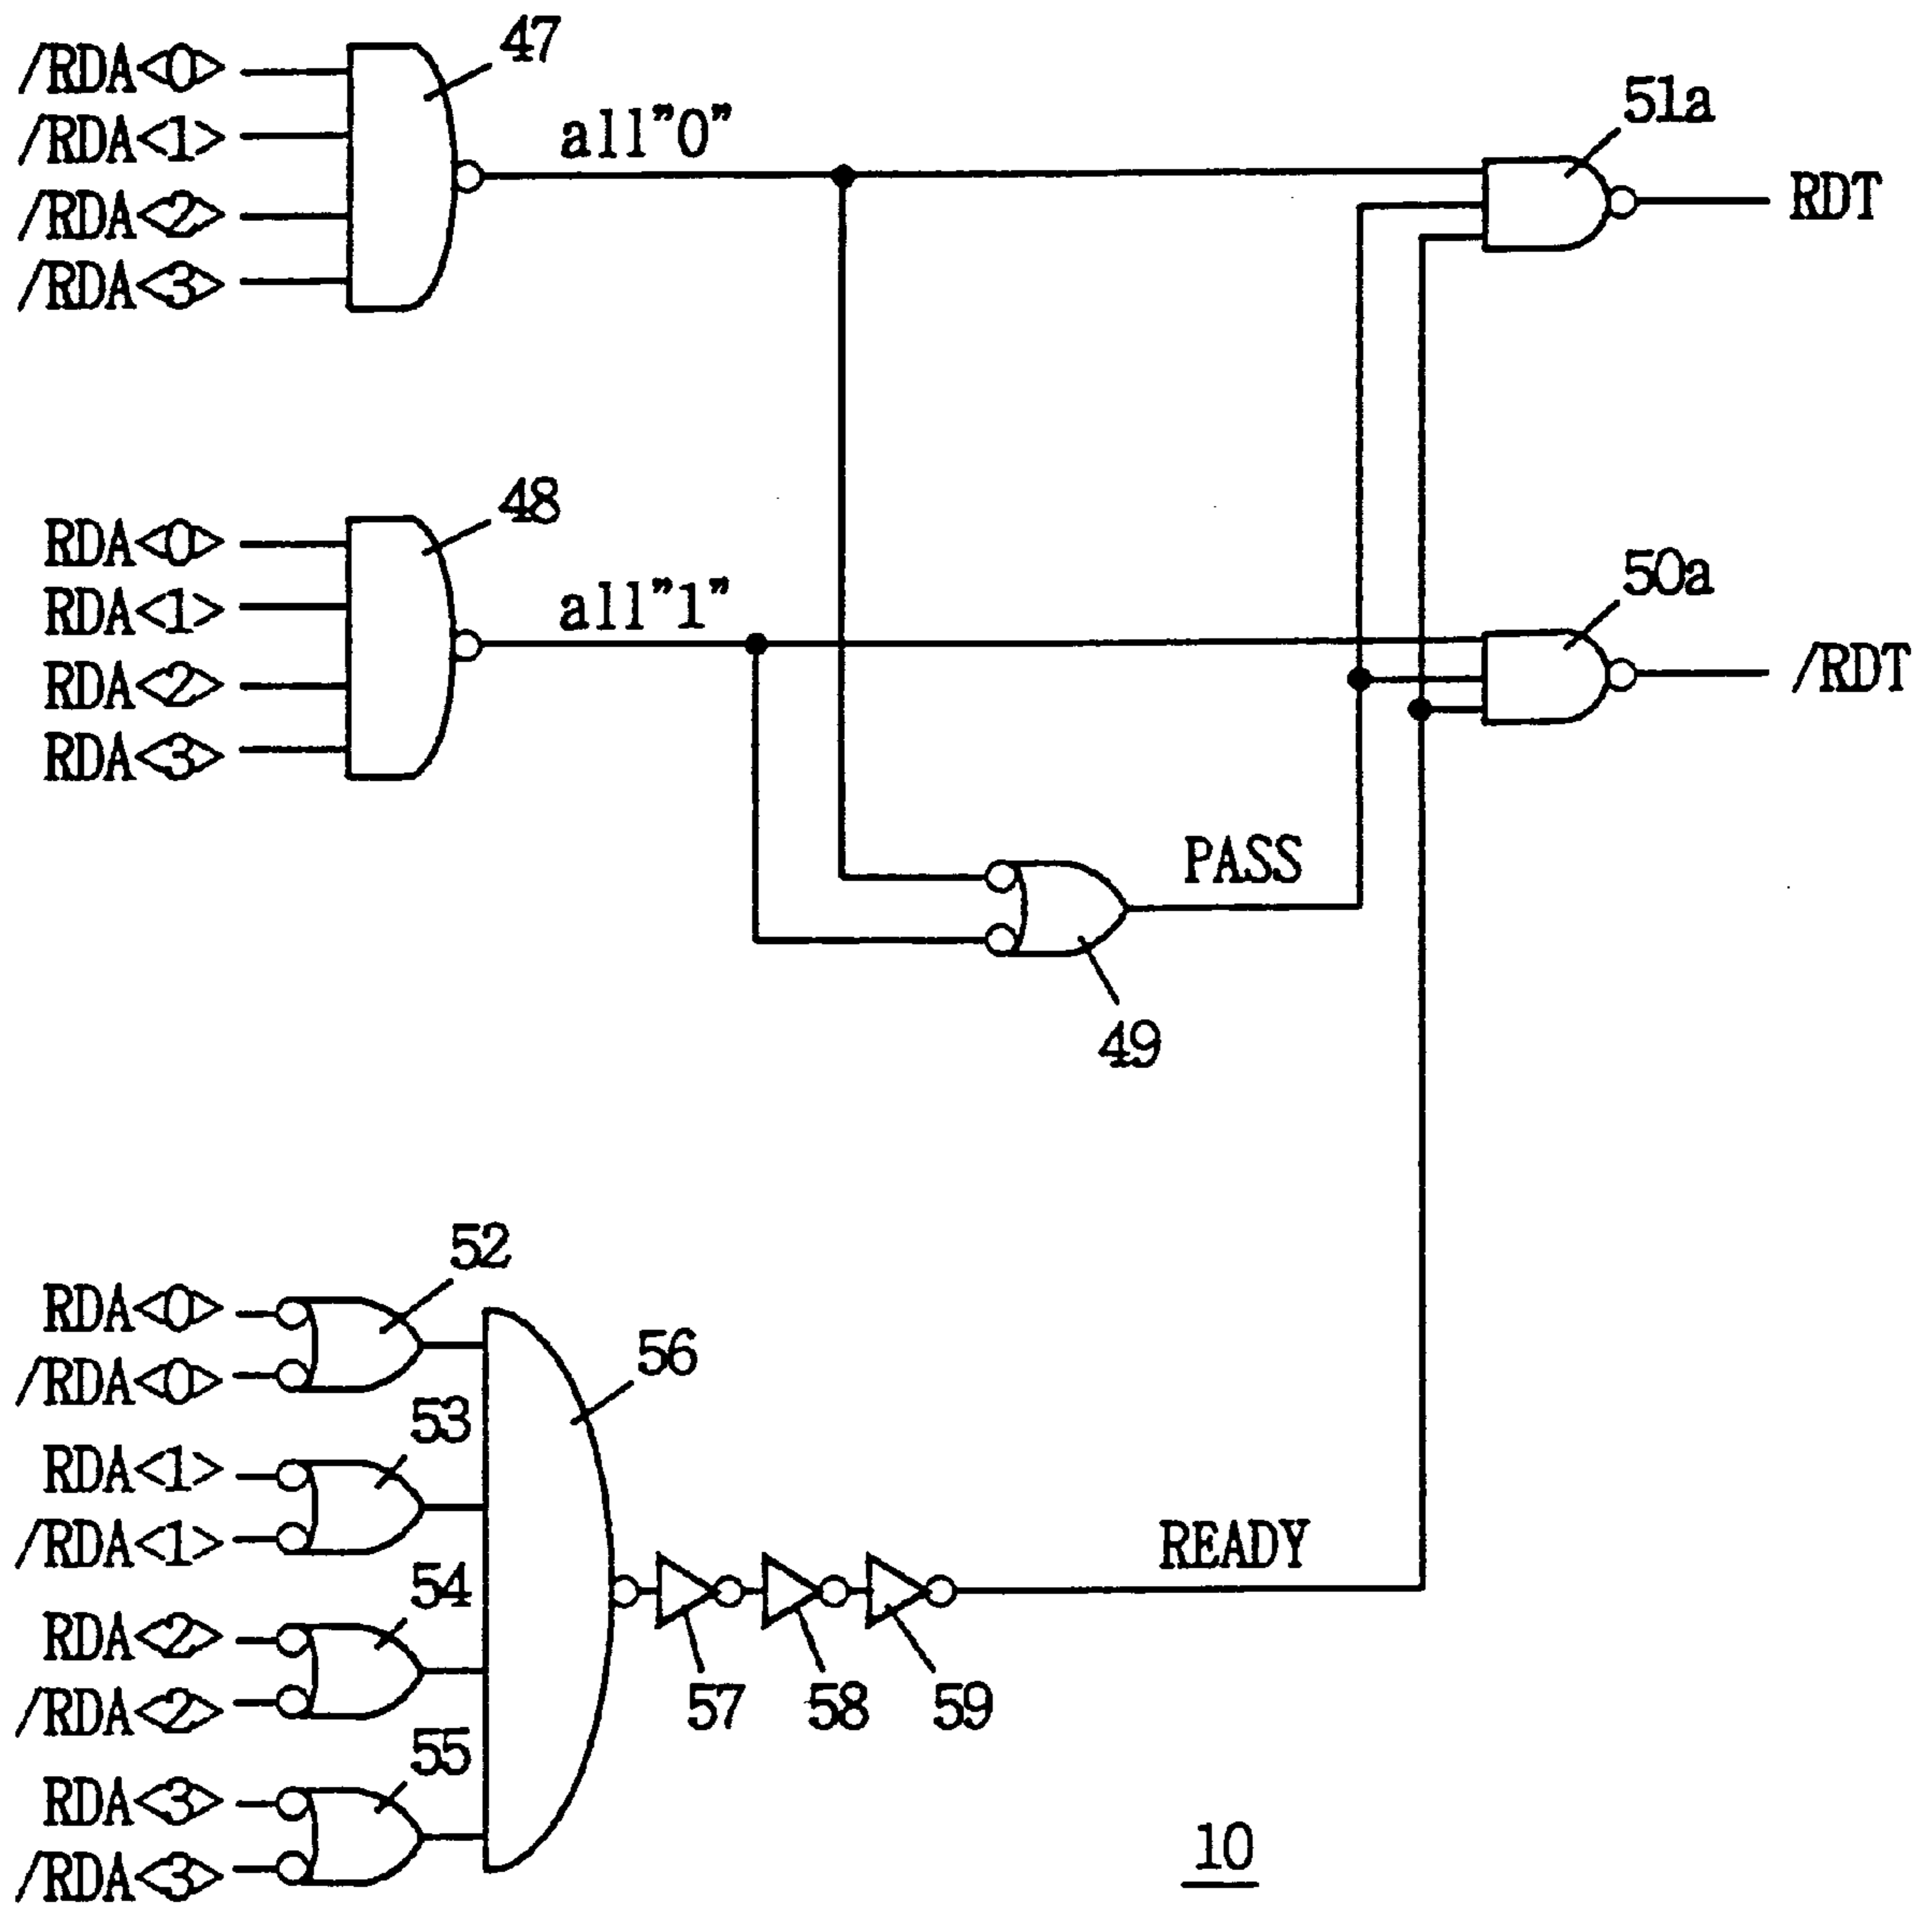 /RDA<0>
/RDA<1>
/RDA<2>
/RDA<3>
47
all"0"
51a
RDT
RDA<0>
RDA<1>
RDA<2>
RDA<3>
48
all"1"
50a
/RDT
PASS
49
RDA<0>
/RDA<0>
52
RDA<1>
/RDA<1>
53
RDA<2>
/RDA<2>
54
RDA<3>
/RDA<3>
55
56
57
58
59
READY
10